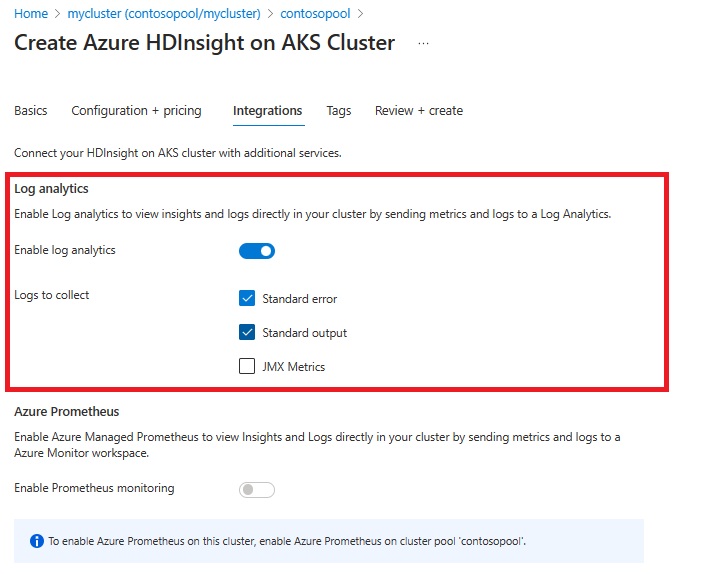 Home > mycluster (contosopool/mycluster) > contosopool >
Create Azure HDInsight on AKS Cluster ...
Basics Configuration + pricing Integrations Tags Review + create
Connect your HDInsight on AKS cluster with additional services.
Log analytics
Enable Log analytics to view insights and logs directly in your cluster by sending metrics and logs to a Log Analytics.
Enable log analytics
Logs to collect
Standard error
Standard output
JMX Metrics
Azure Prometheus
Enable Azure Managed Prometheus to view Insights and Logs directly in your cluster by sending metrics and logs to a
Azure Monitor workspace.
Enable Prometheus monitoring
To enable Azure Prometheus on this cluster, enable Azure Prometheus on cluster pool 'contosopool'.